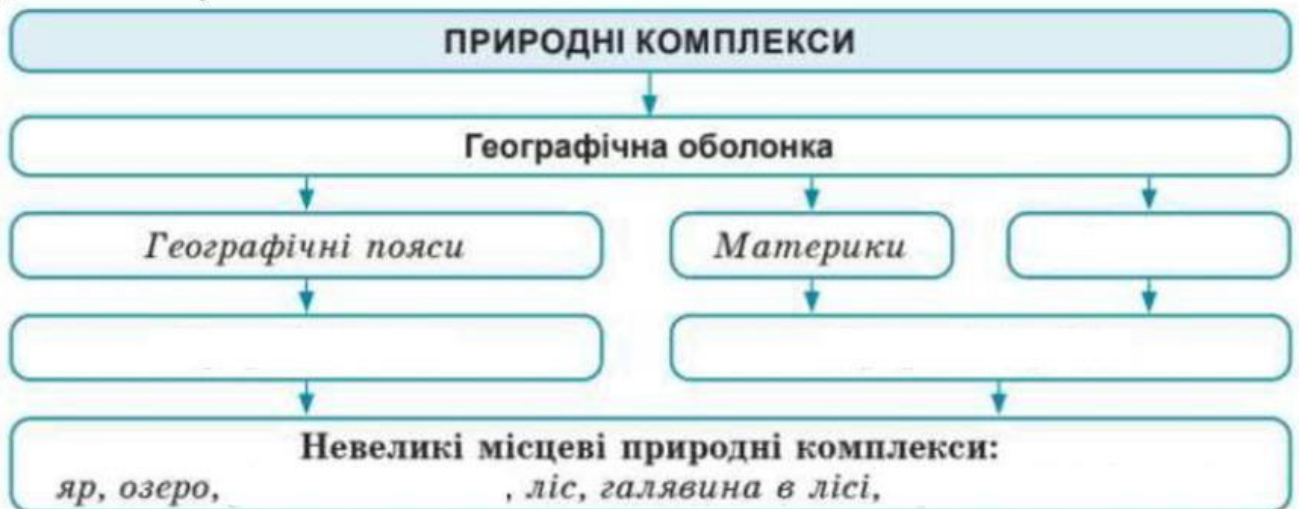 ПРИРОДНІ КОМПЛЕКСИ
Географічна оболонка
Географічні пояси
Материки
Невеликі місцеві природні комплекси:
яр, озеро, , ліс, галявина в лісі,